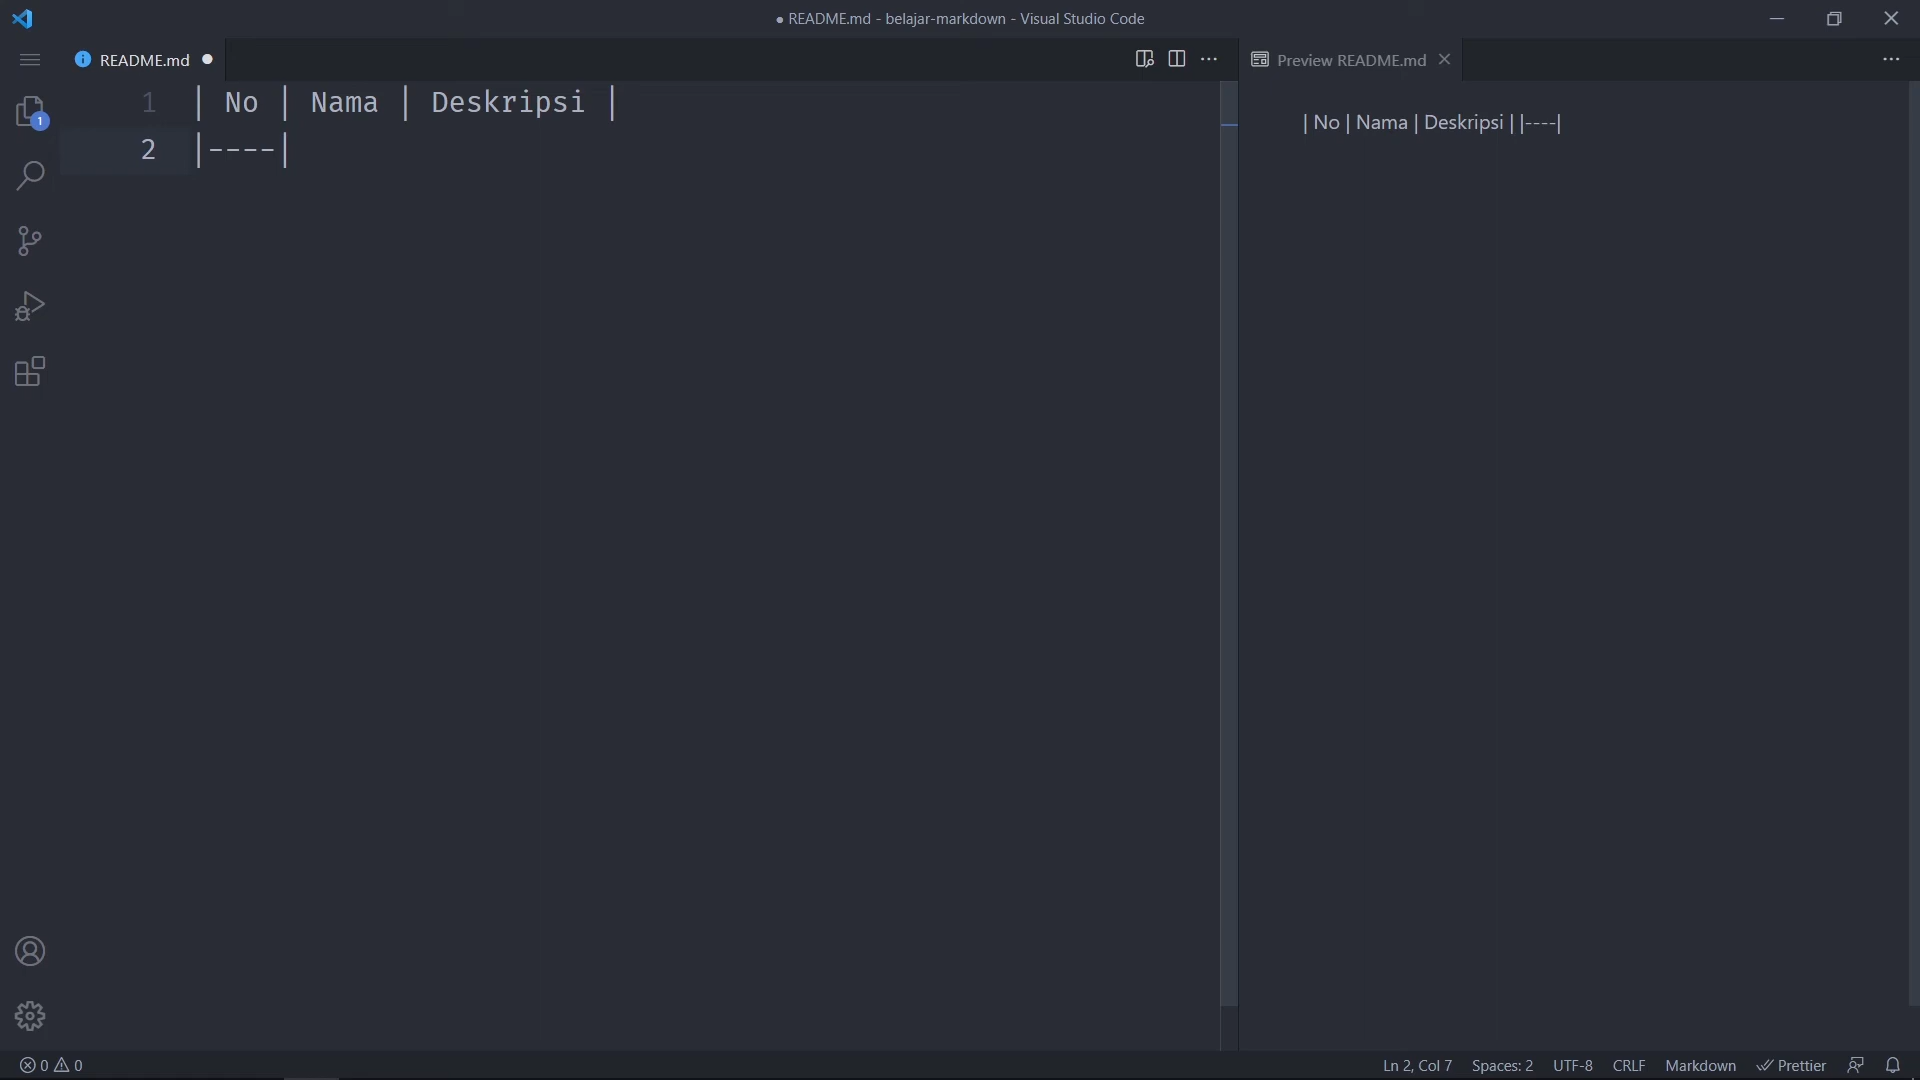 ● README.md - belajar-markdown - Visual Studio Code
README.md
Preview README.md
1 | No | Nama | Deskripsi |
2 |----|
| No | Nama | Deskripsi | |----|
1
0 0
Ln 2, Col 7 Spaces: 2 UTF-8 CRLF Markdown Prettier